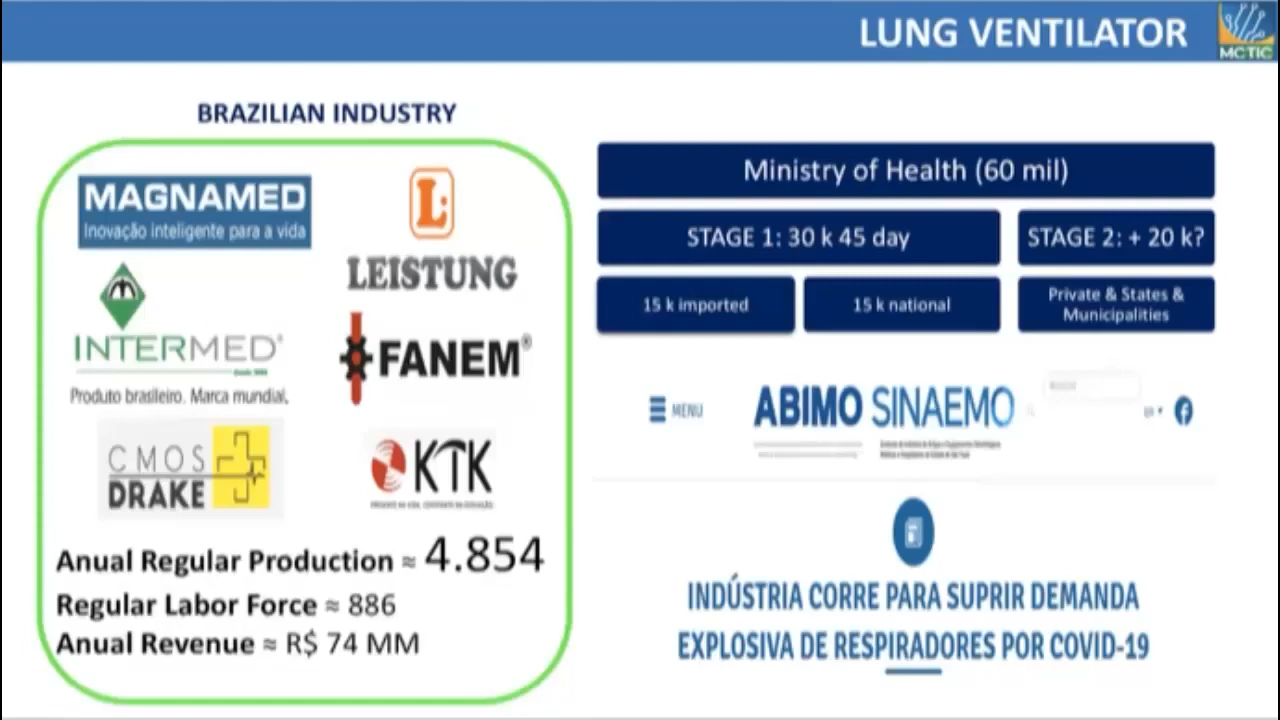 LUNG VENTILATOR
MCTIC
BRAZILIAN INDUSTRY
MAGNAMED
Inovação inteligente para a vida
L:
LEISTUNG
INTERMED®
Produto brasileiro. Marca mundial.
FANEM®
CMOS
DRAKE
KTK
Anual Regular Production ≈ 4.854
Regular Labor Force ≈ 886
Anual Revenue ≈ R$ 74 MM
Ministry of Health (60 mil)
STAGE 1: 30 k 45 day
STAGE 2: + 20 k?
15 k imported
15 k national
Private & States &
Municipalities
MENU
ABIMO SINAEMO
INDÚSTRIA CORRE PARA SUPRIR DEMANDA
EXPLOSIVA DE RESPIRADORES POR COVID-19